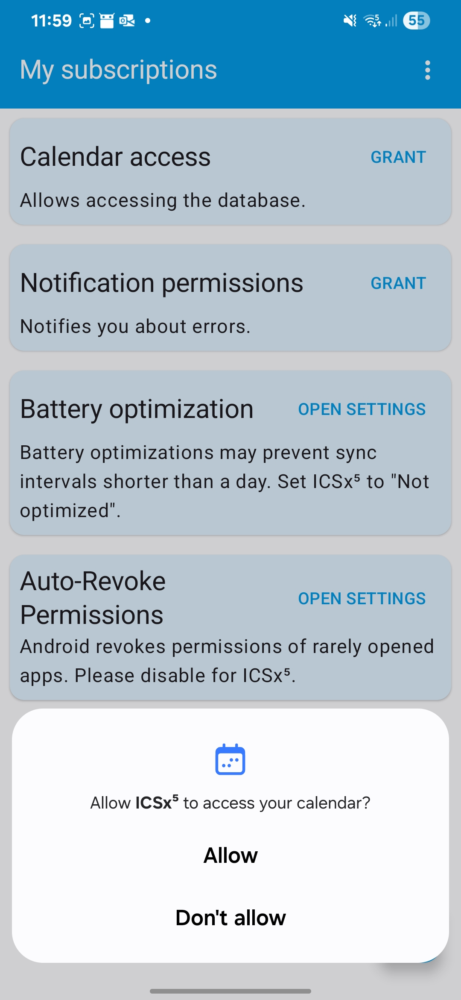 11:59
5
55
My subscriptions
Calendar access
GRANT
Allows accessing the database.
Notification permissions
GRANT
Notifies you about errors.
Battery optimization
OPEN SETTINGS
Battery optimizations may prevent sync
intervals shorter than a day. Set ICSx⁵ to "Not
optimized".
Auto-Revoke
Permissions
OPEN SETTINGS
Android revokes permissions of rarely opened
apps. Please disable for ICSx⁵.
Allow ICSx⁵ to access your calendar?
Allow
Don't allow